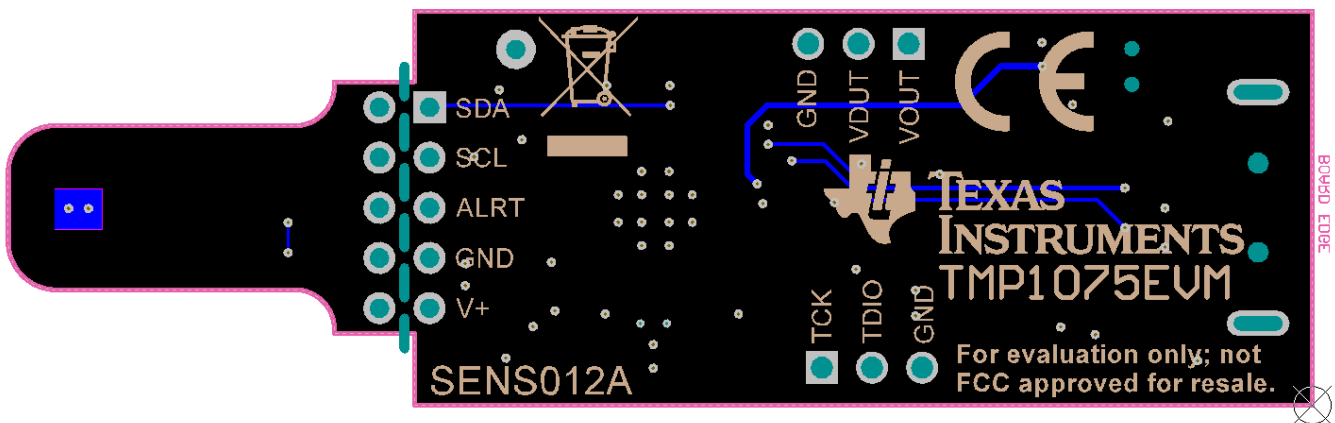 SDA
SCL
ALRT
GND
V+
SENS012A
GND
VDUT
VOUT
CE
TEXAS
INSTRUMENTS
TMP1075EVM
TCK
TDIO
GND
For evaluation only; not
FCC approved for resale.
BOARD EDGE